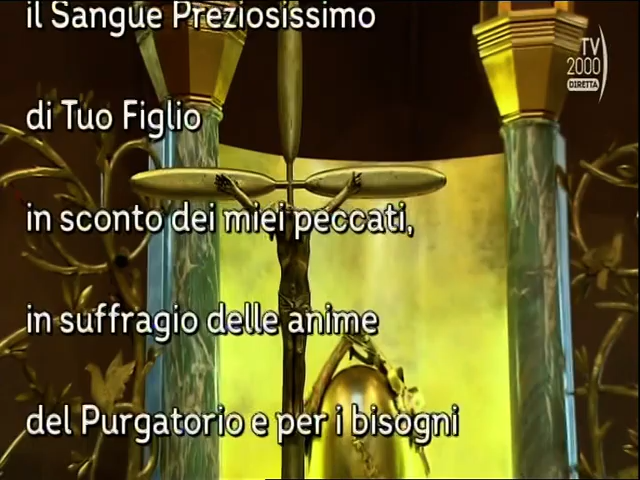 il Sangue Preziosissimo
di Tuo Figlio
in sconto dei miei peccati,
in suffragio delle anime
del Purgatorio e per i bisogni
TV
2000
DIRETTA